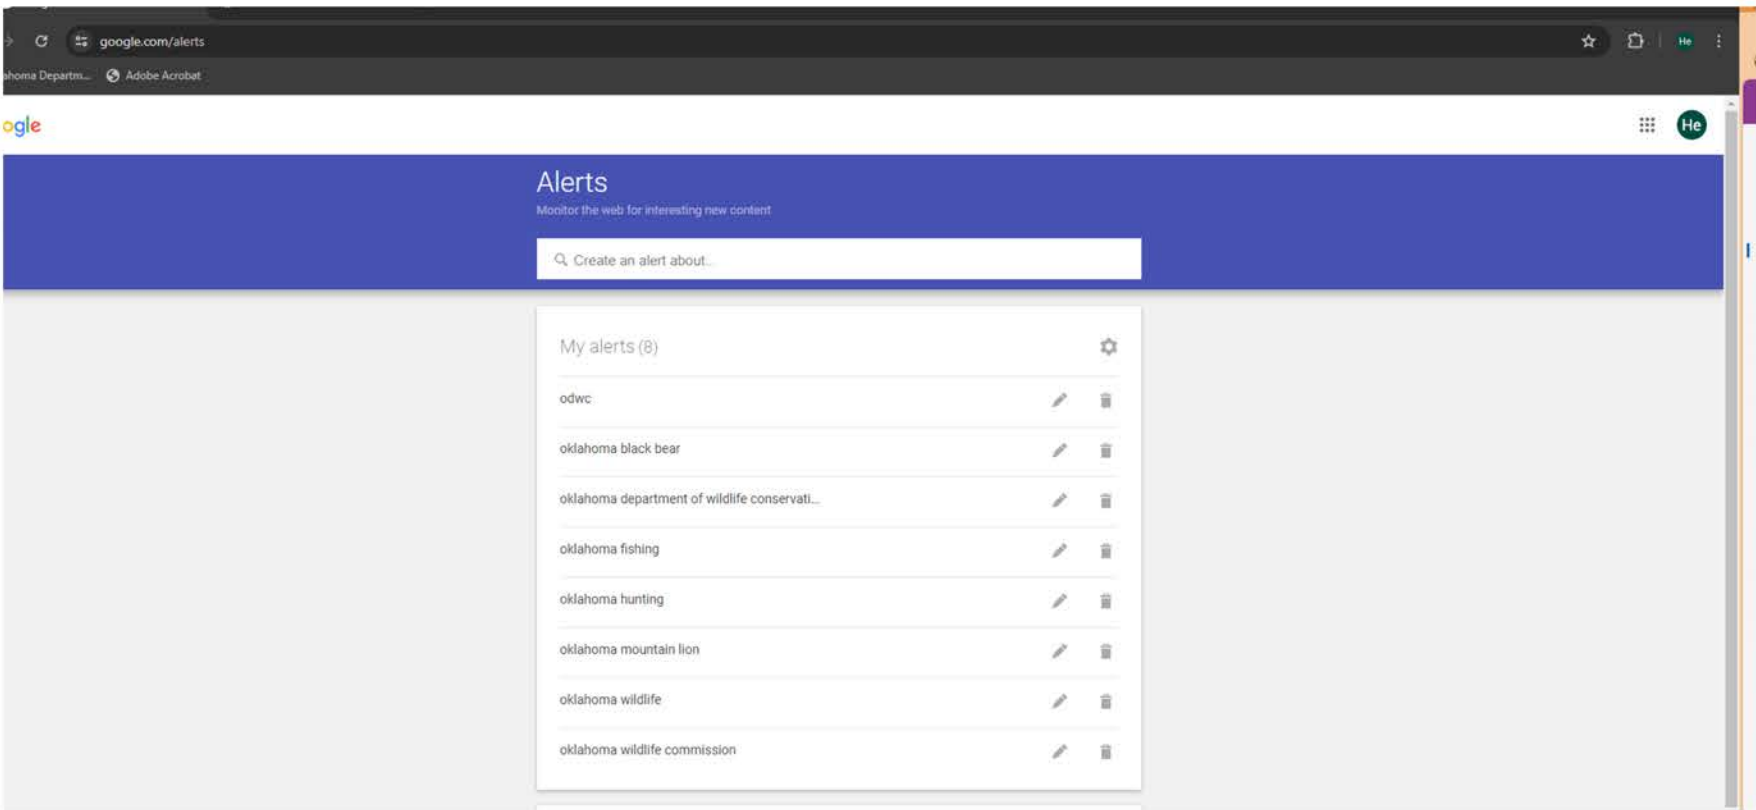 google.com/alerts
He
ahoma Departm... Adobe Acrobat
ogle
He
Alerts
Monitor the web for interesting new content
Create an alert about...
My alerts (8)
odwc
oklahoma black bear
oklahoma department of wildlife conservati...
oklahoma fishing
oklahoma hunting
oklahoma mountain lion
oklahoma wildlife
oklahoma wildlife commission